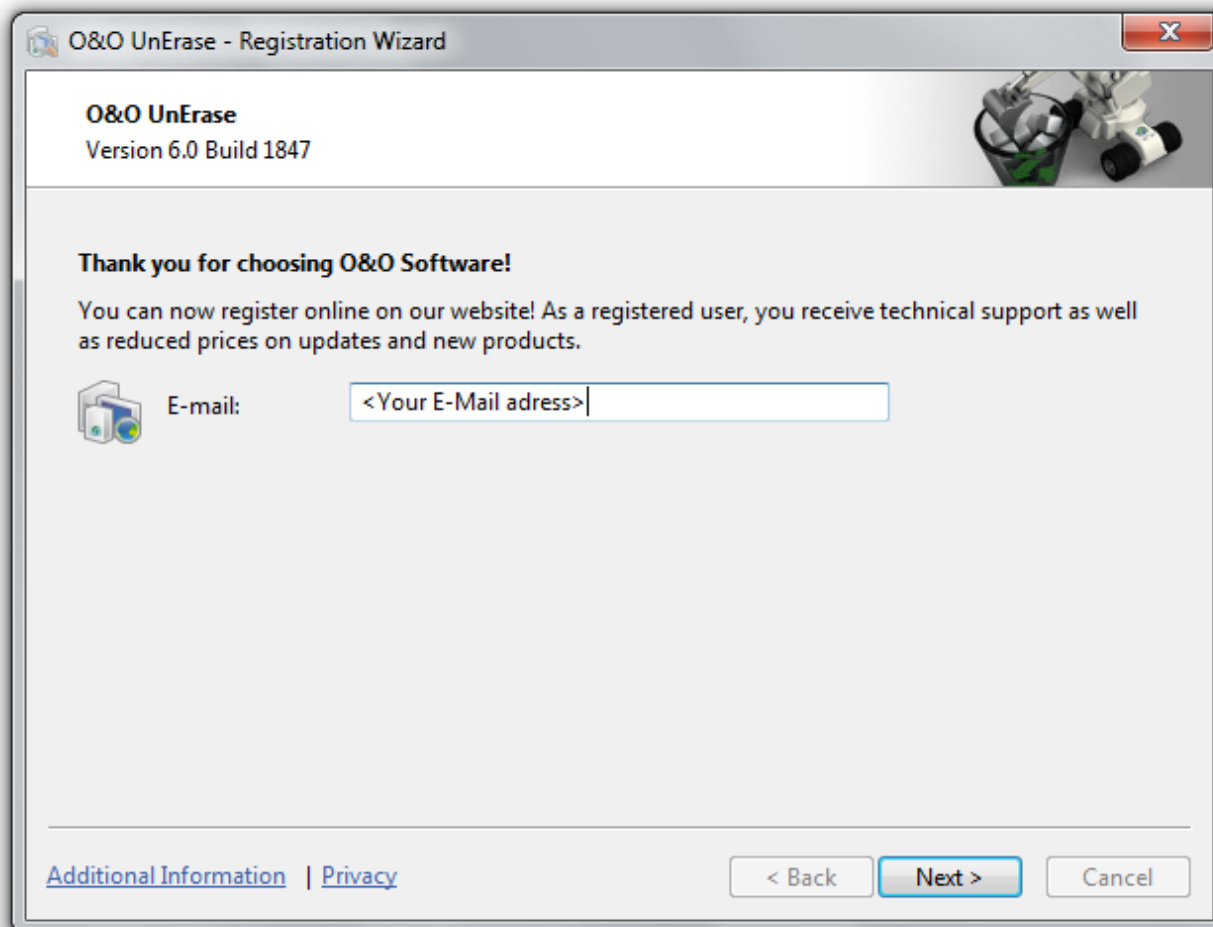 O&O UnErase - Registration Wizard
X
O&O UnErase
Version 6.0 Build 1847
Thank you for choosing O&O Software!
You can now register online on our website! As a registered user, you receive technical support as well
as reduced prices on updates and new products.
E-mail: <Your E-Mail adress>
Additional Information | Privacy < Back Next > Cancel